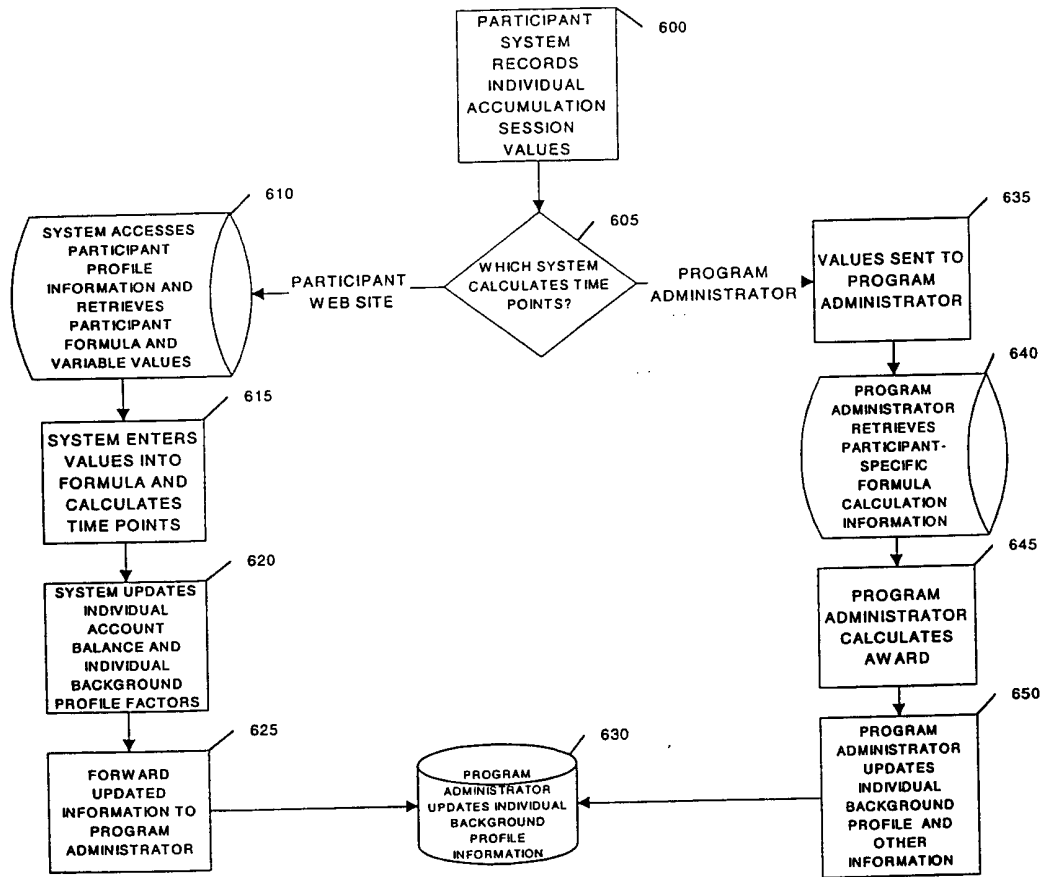 PARTICIPANT
SYSTEM
RECORDS
INDIVIDUAL
ACCUMULATION
SESSION
VALUES
600
WHICH SYSTEM
CALCULATES TIME
POINTS?
605
PARTICIPANT
WEB SITE
PROGRAM
ADMINISTRATOR
SYSTEM ACCESSES
PARTICIPANT
PROFILE
INFORMATION AND
RETRIEVES
PARTICIPANT
FORMULA AND
VARIABLE VALUES
610
SYSTEM ENTERS
VALUES INTO
FORMULA AND
CALCULATES
TIME POINTS
615
SYSTEM UPDATES
INDIVIDUAL
ACCOUNT
BALANCE AND
INDIVIDUAL
BACKGROUND
PROFILE FACTORS
620
FORWARD
UPDATED
INFORMATION TO
PROGRAM
ADMINISTRATOR
625
PROGRAM
ADMINISTRATOR
UPDATES INDIVIDUAL
BACKGROUND
PROFILE
INFORMATION
630
VALUES SENT TO
PROGRAM
ADMINISTRATOR
635
PROGRAM
ADMINISTRATOR
RETRIEVES
PARTICIPANT-
SPECIFIC
FORMULA
CALCULATION
INFORMATION
640
PROGRAM
ADMINISTRATOR
CALCULATES
AWARD
645
PROGRAM
ADMINISTRATOR
UPDATES
INDIVIDUAL
BACKGROUND
PROFILE AND
OTHER
INFORMATION
650